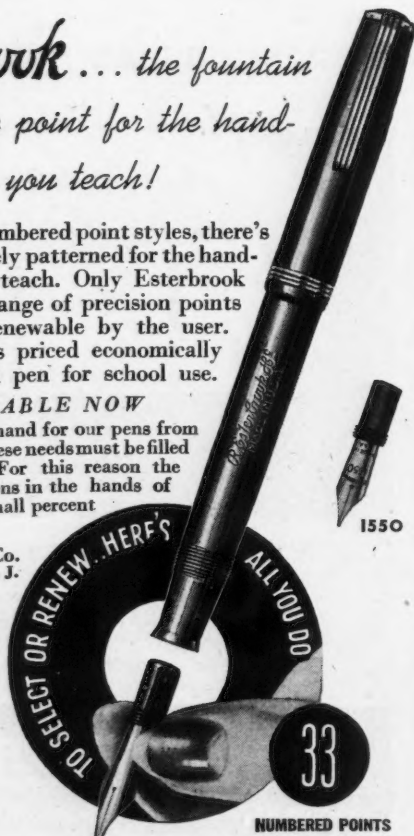 ... the fountain
point for the hand-
you teach!
mbered point styles, there's
ely patterned for the hand-
teach. Only Esterbrook
ange of precision points
enewable by the user.
s priced economically
pen for school use.
ABLE NOW
hand for our pens from
ese needs must be filled
For this reason the
ns in the hands of
nall percent
Co.
J.
1550
TO SELECT OR RENEW..HERE'S
ALL YOU DO
33
NUMBERED POINTS